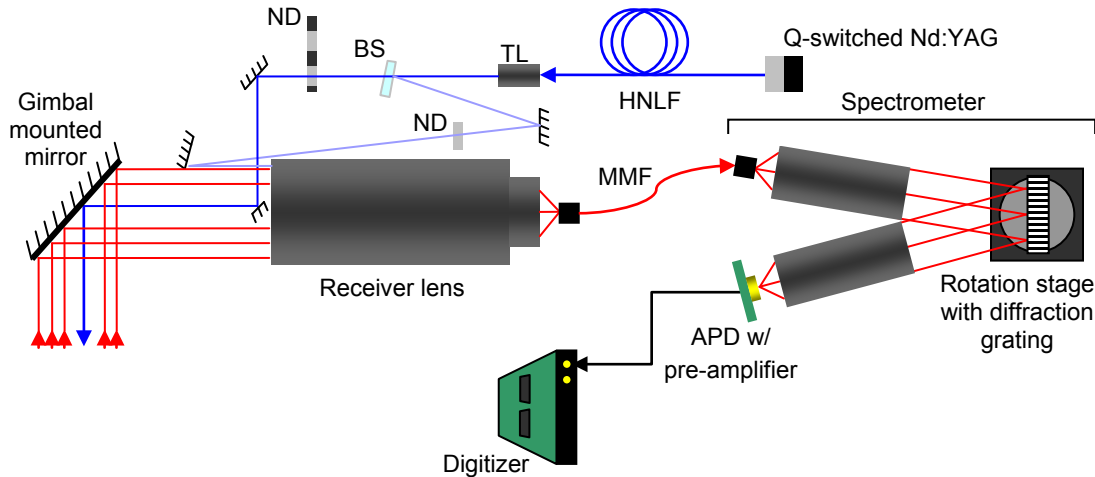 ND
BS
TL
Q-switched Nd:YAG
HNLF
Spectrometer
Gimbal
mounted
mirror
ND
MMF
Receiver lens
Rotation stage
with diffraction
grating
APD w/
pre-amplifier
Digitizer